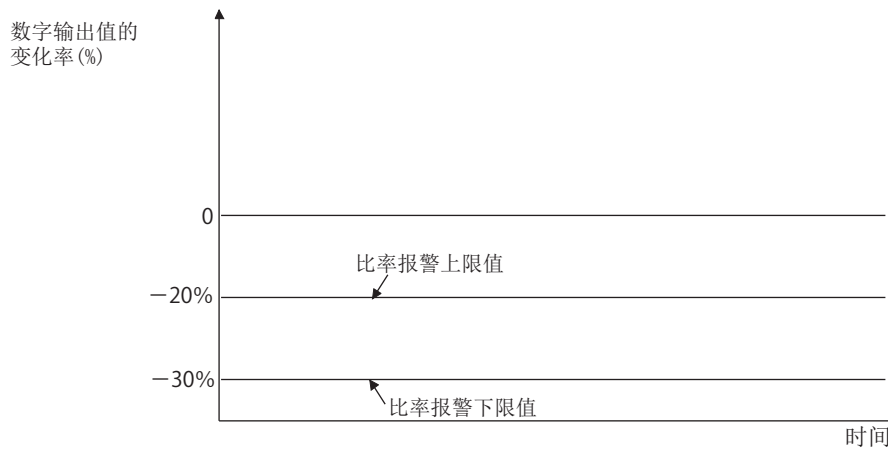 数字输出值的
变化率(%)
0
比率报警上限值
－20%
－30%
比率报警下限值
时间